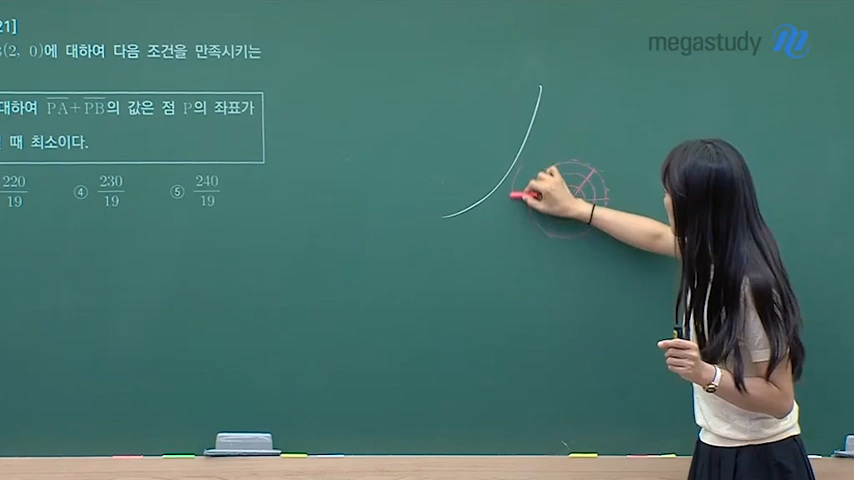 21]
(2, 0)에 대하여 다음 조건을 만족시키는
megastudy
대하여 PA+PB의 값은 점 P의 좌표가
때 최소이다.
220/19 ④ 230/19 ⑤ 240/19